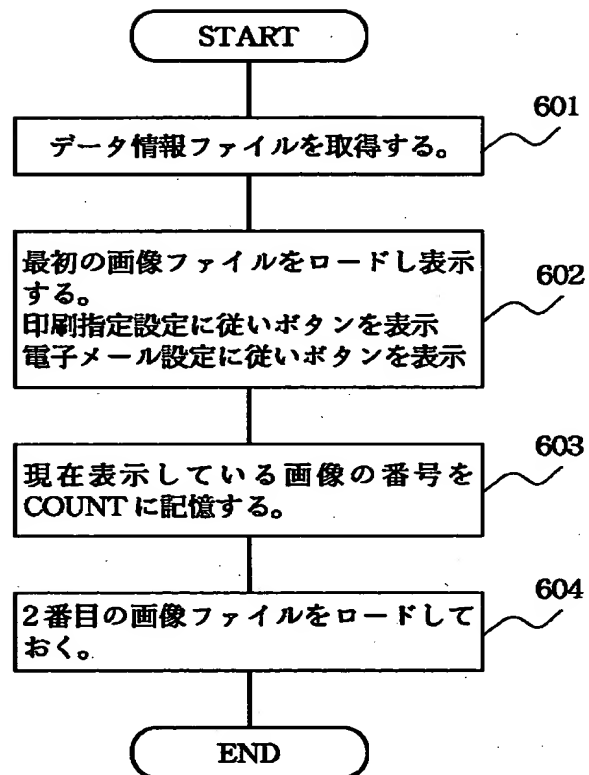 START
データ情報ファイルを取得する。
601
最初の画像ファイルをロードし表示
する。
印刷指定設定に従いボタンを表示
電子メール設定に従いボタンを表示
602
現在表示している画像の番号を
COUNTに記憶する。
603
2番目の画像ファイルをロードして
おく。
604
END